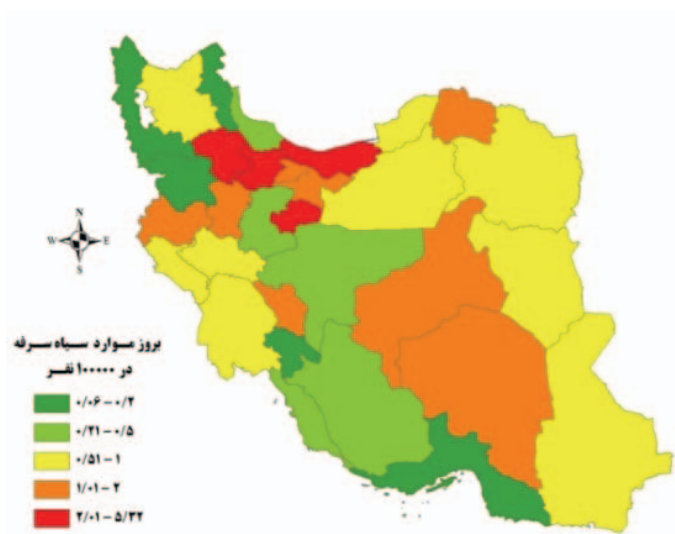 N
W E
S
بروز موارد سیاه سرفه
در ۱۰۰۰۰۰ نفر
۰/۰۶ - ۰/۲
۰/۲۱ - ۰/۵
۰/۵۱ - ۱
۱/۰۱ - ۲
۲/۰۱ - ۵/۳۲